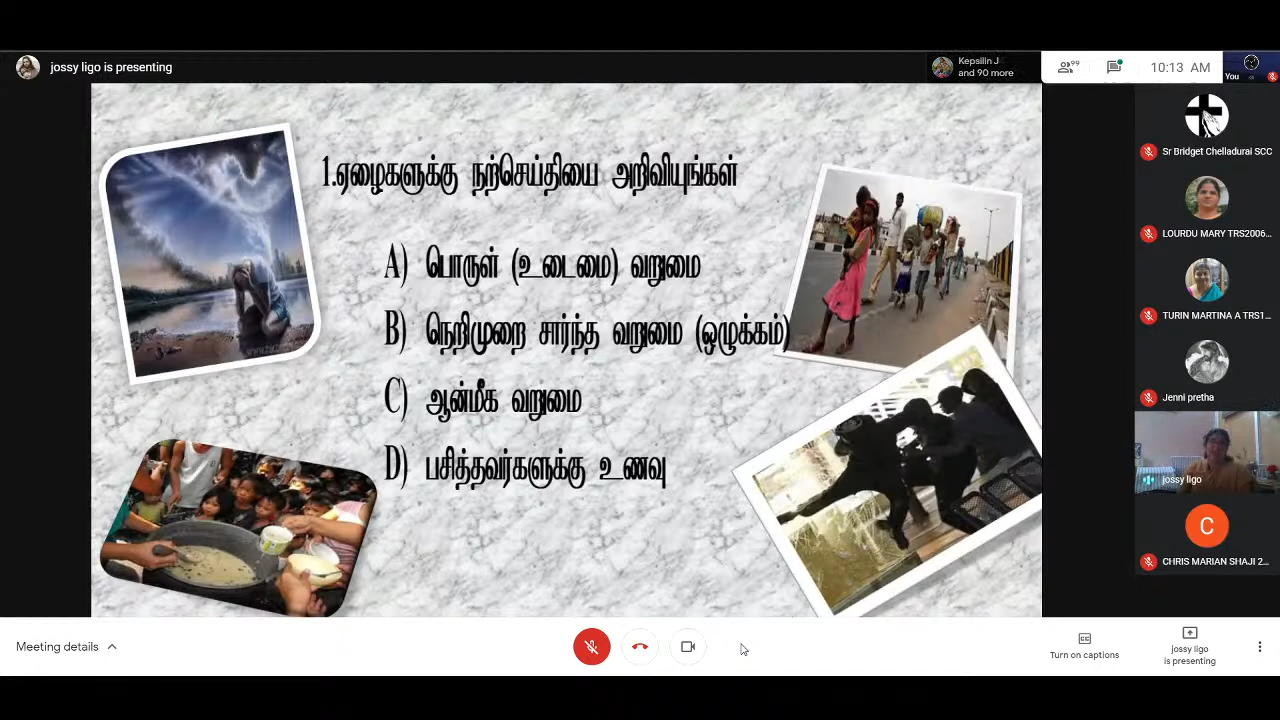 jossy ligo is presenting
Kepsilin J
and 90 more
99
10:13 AM
You
1.ஏழைகளுக்கு நற்செய்தியை அறிவியுங்கள்
A) பொருள் (உடைமை) வறுமை
B) நெறிமுறை சார்ந்த வறுமை (ஒழுக்கம்)
C) ஆன்மீக வறுமை
D) பசித்தவர்களுக்கு உணவு
Sr Bridget Chelladurai SCC
LOURDU MARY TRS2006...
TURIN MARTINA A TRS1...
Jenni pretha
jossy ligo
C
CHRIS MARIAN SHAJI 2...
Meeting details
Turn on captions
jossy ligo
is presenting